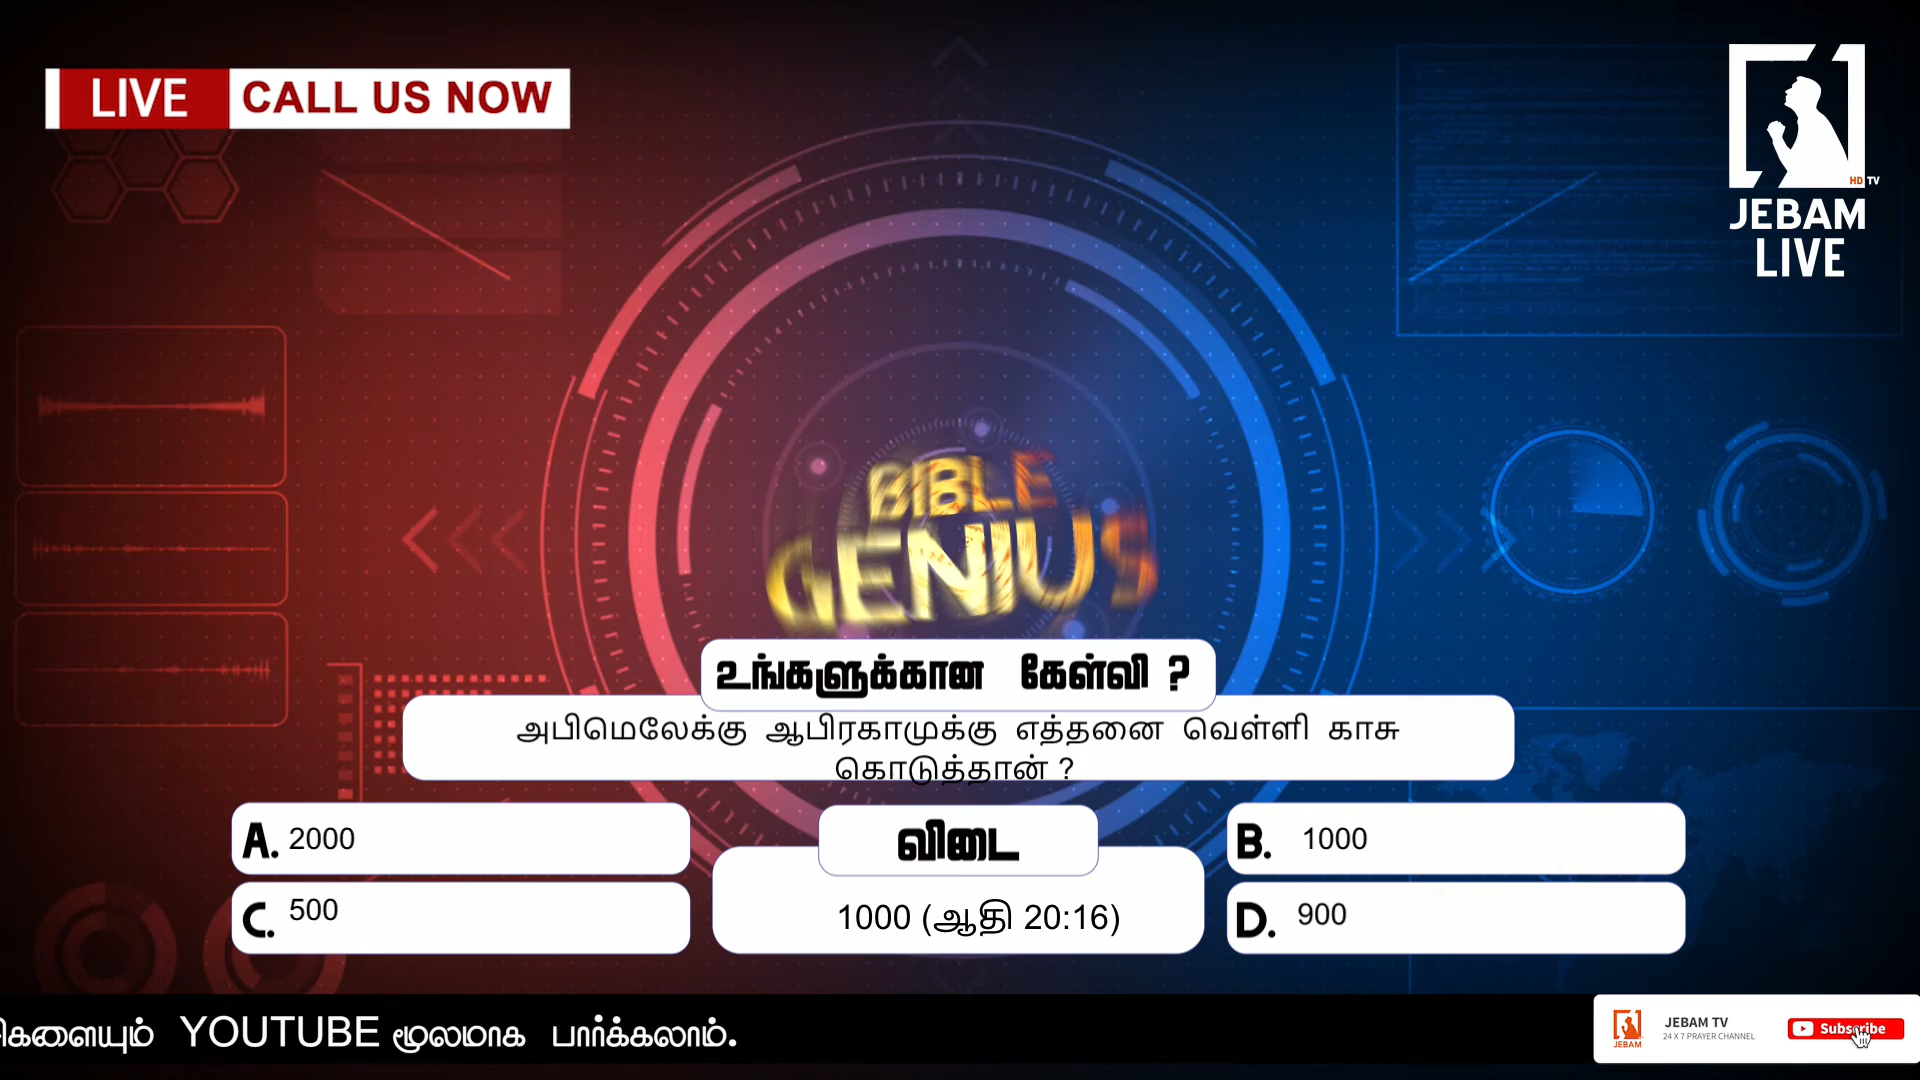 LIVE CALL US NOW
HD TV
JEBAM
LIVE
BIBLE
GENIUS
உங்களுக்கான கேள்வி ?
அபிமெலேக்கு ஆபிரகாமுக்கு எத்தனை வெள்ளி காசு
கொடுத்தான் ?
A. 2000
B. 1000
C. 500
D. 900
விடை
1000 (ஆதி 20:16)
களையும் YOUTUBE மூலமாக பார்க்கலாம்.
JEBAM
JEBAM TV
24 X 7 PRAYER CHANNEL
Subscribe